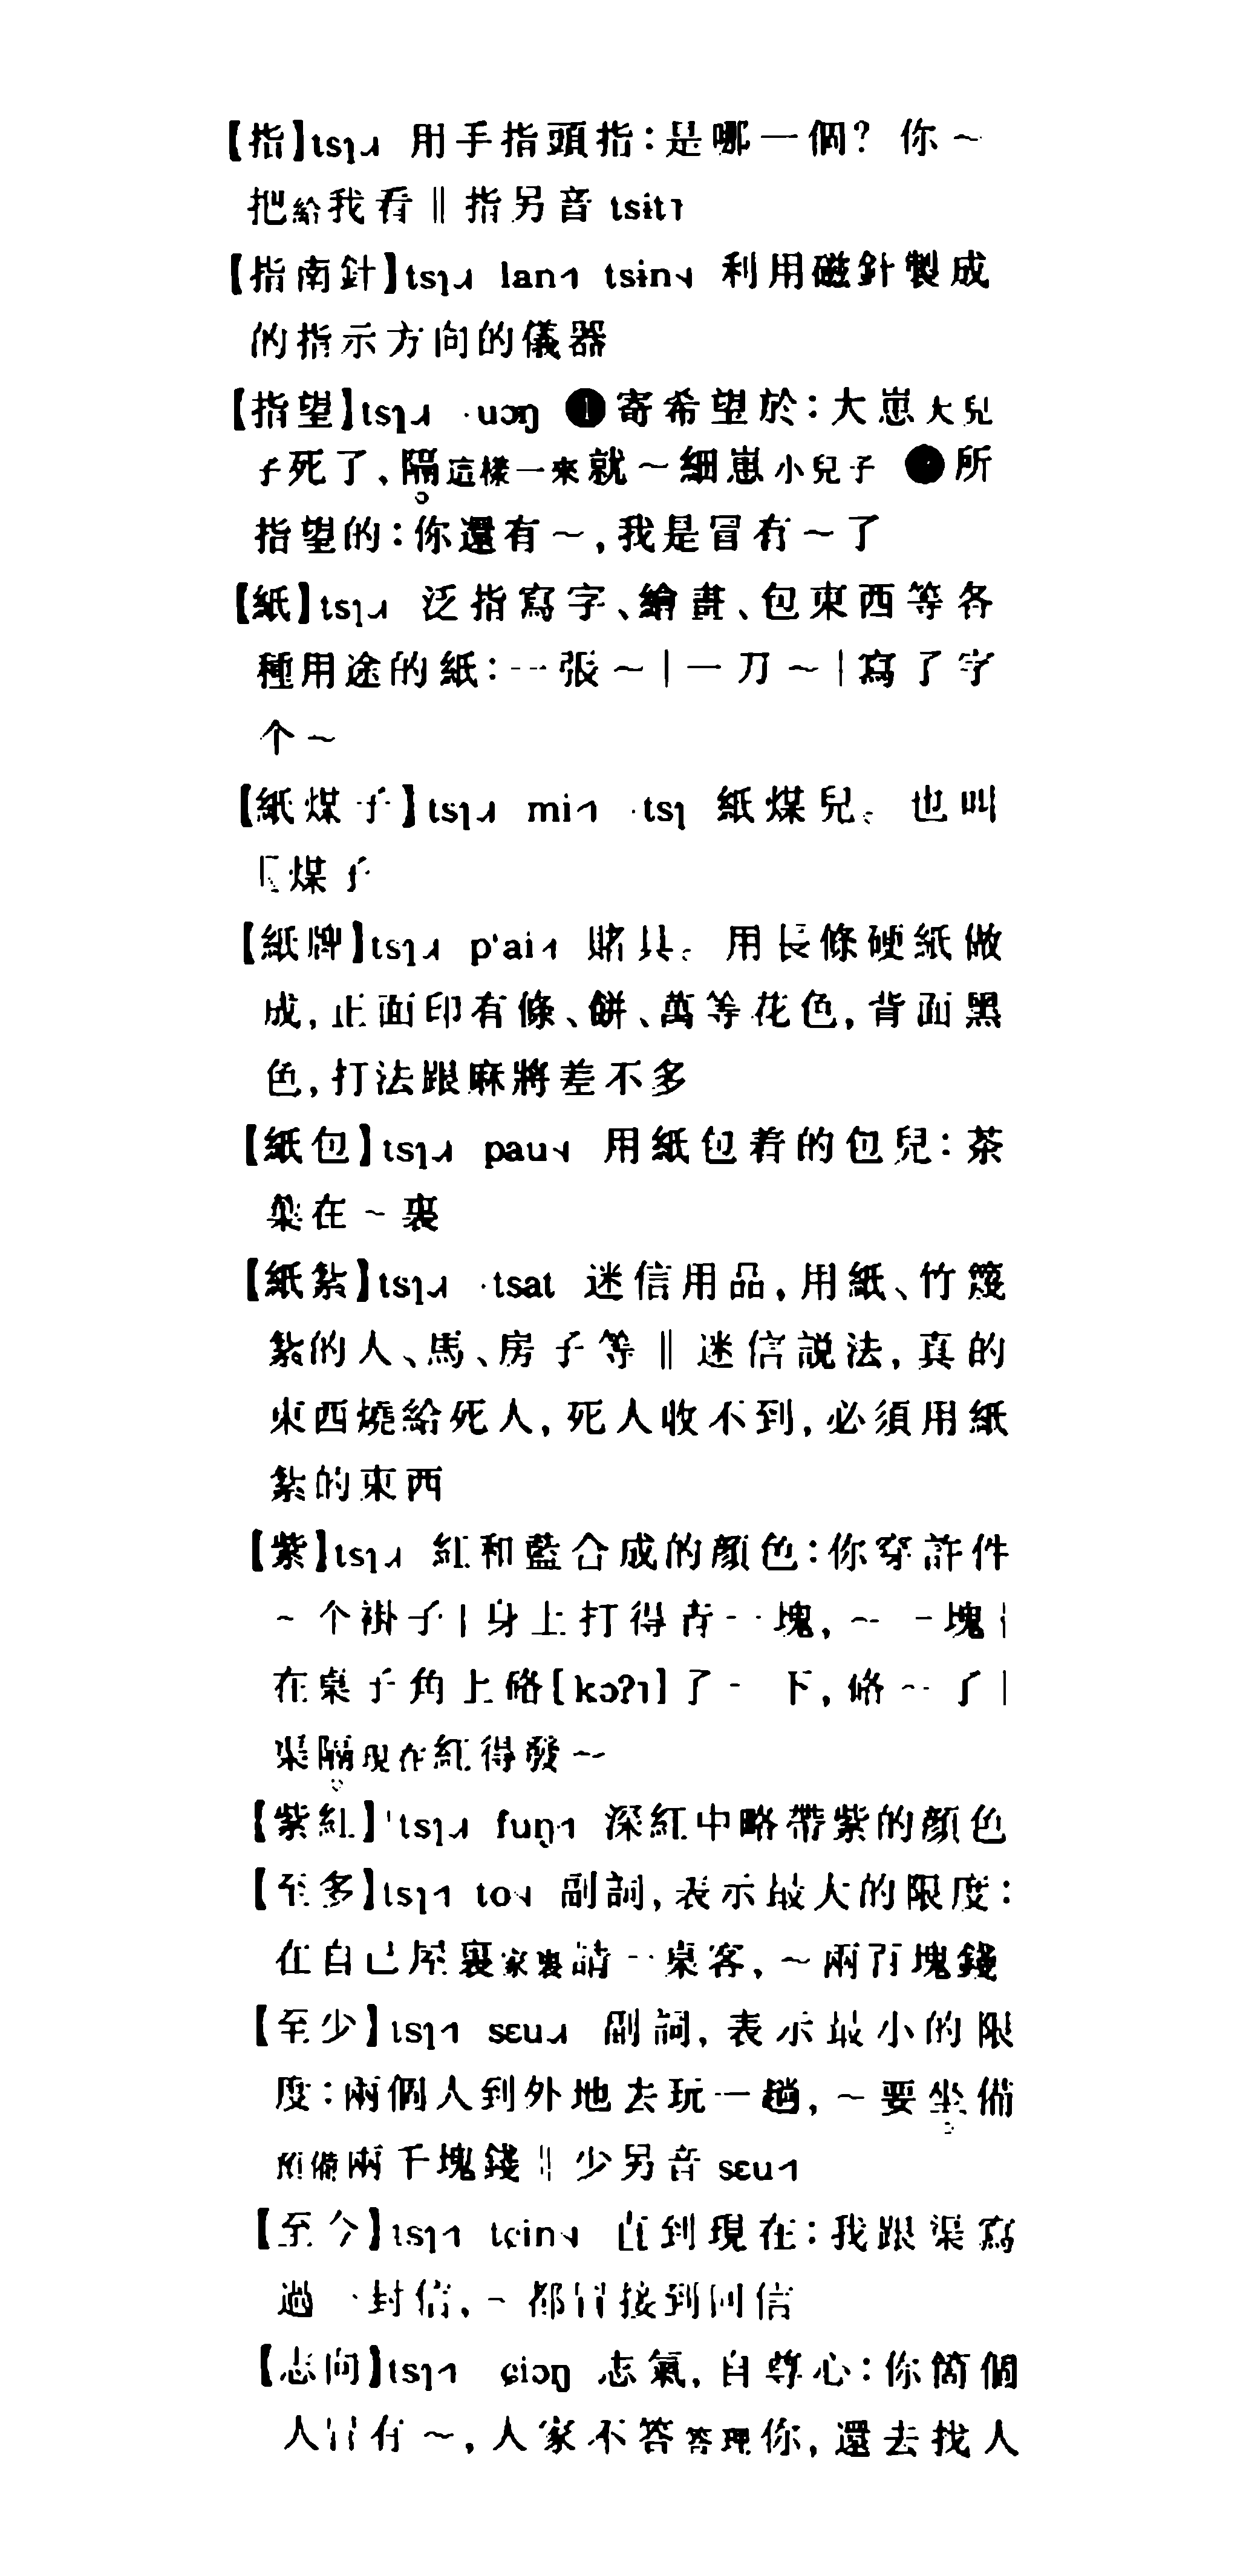 【指】tsɿ˩˧ 用手指頭指：是哪一個？你～
把給我看‖指另音 tsit˥
【指南針】tsɿ˩˧ lan˧˥ tsin˦˨ 利用磁針製成
的指示方向的儀器
【指望】tsɿ˩˧ ·uɔŋ ❶寄希望於：大崽大兒
子死了、隔這樣一來就～細崽小兒子 ❷所
指望的：你還有～，我是冒有～了
【紙】tsɿ˩˧ 泛指寫字、繪畫、包東西等各
種用途的紙：一張～|一刀～|寫了字
个～
【紙煤子】tsɿ˩˧ mi˧˥ ·tsɿ 紙煤兒。也叫
煤子
【紙牌】tsɿ˩˧ p'ai˧˥ 賭具。用長條硬紙做
成，正面印有條、餅、萬等花色，背面黑
色，打法跟麻將差不多
【紙包】tsɿ˩˧ pau˦˨ 用紙包着的包兒：茶
葉在～裏
【紙紮】tsɿ˩˧ ·tsat 迷信用品，用紙、竹篾
紮的人、馬、房子等‖迷信説法，真的
東西燒給死人，死人收不到，必須用紙
紮的東西
【紫】tsɿ˩˧ 紅和藍合成的顏色：你穿許件
～个褂子|身上打得青一塊，～一塊|
在桌子角上硌[kɔʔ˥]了一下，硌～了|
渠隔現在紅得發～
【紫紅】tsɿ˩˧ fuŋ˧˥ 深紅中略帶紫的顏色
【至多】tsɿ˧˥ to˦˨ 副詞，表示最大的限度：
在自己屋裏家裏請一桌客，～兩百塊錢
【至少】tsɿ˧˥ sɛu˩˧ 副詞，表示最小的限
度：兩個人到外地去玩一趟，～要坐備
預備兩千塊錢‖少另音 sɛu˧˥
【至今】tsɿ˧˥ tɕin˦˨ 直到現在：我跟渠寫
過一封信，～都冒接到回信
【志向】tsɿ˧˥ ɕiɔŋ 志氣，自尊心：你箇個
人冒有～，人家不答答理你，還去找人